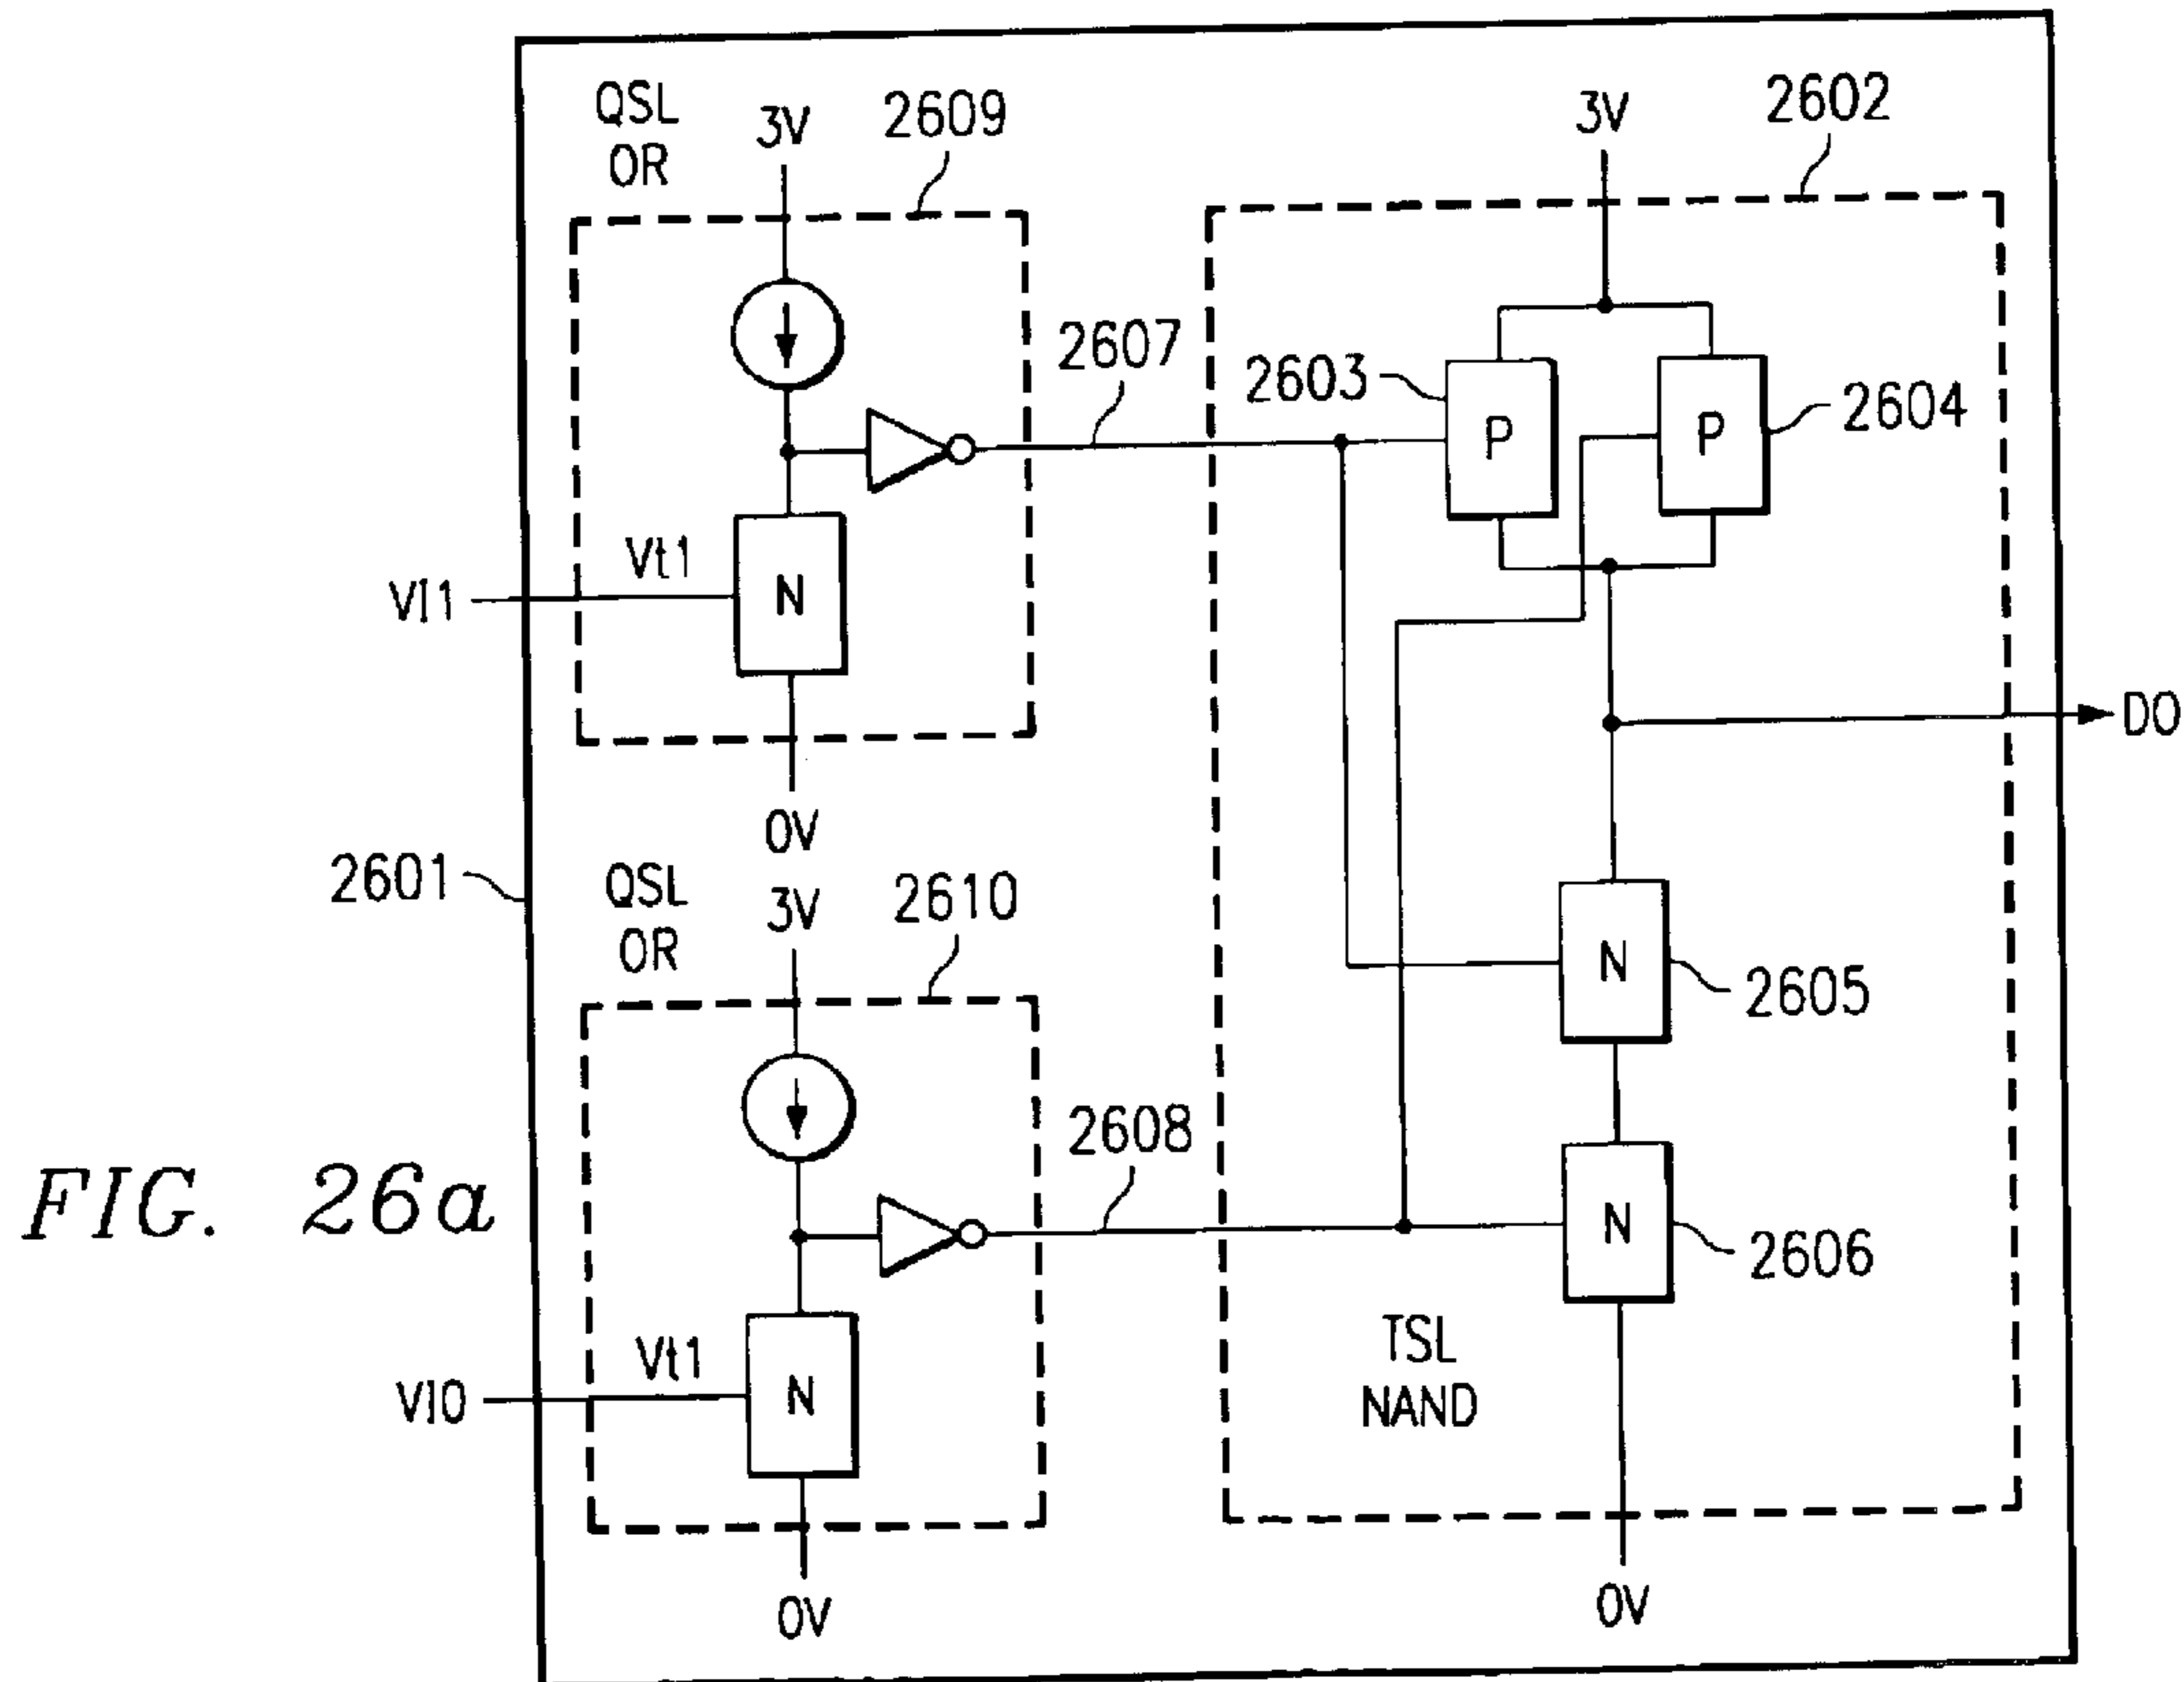 QSL
OR
3V
2609
3V
2602
2607
2603
P
P
2604
Vt1
VI1
N
DO
0V
2601
QSL
OR
3V
2610
N
2605
2608
FIG. 26a
N
2606
Vt1
VI0
N
TSL
NAND
0V
0V